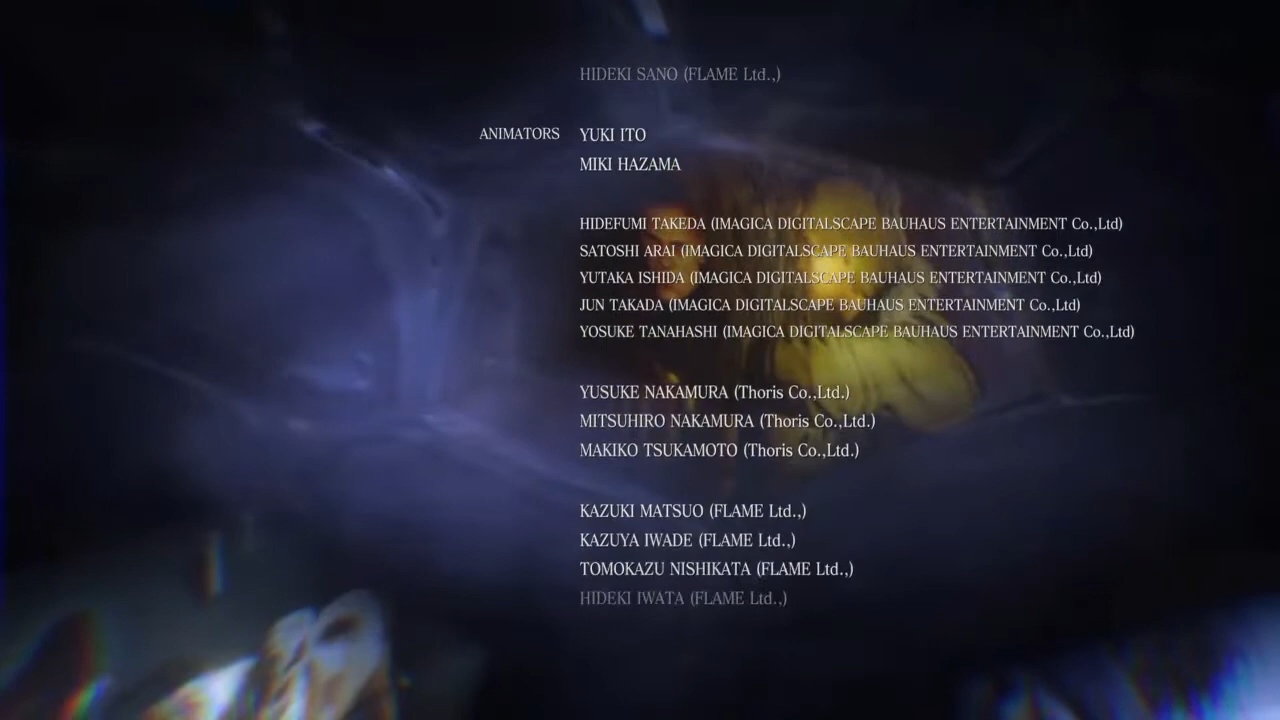 HIDEKI SANO (FLAME Ltd.,)
ANIMATORS YUKI ITO
MIKI HAZAMA
HIDEFUMI TAKEDA (IMAGICA DIGITALSCAPE BAUHAUS ENTERTAINMENT Co.,Ltd)
SATOSHI ARAI (IMAGICA DIGITALSCAPE BAUHAUS ENTERTAINMENT Co.,Ltd)
YUTAKA ISHIDA (IMAGICA DIGITALSCAPE BAUHAUS ENTERTAINMENT Co.,Ltd)
JUN TAKADA (IMAGICA DIGITALSCAPE BAUHAUS ENTERTAINMENT Co.,Ltd)
YOSUKE TANAHASHI (IMAGICA DIGITALSCAPE BAUHAUS ENTERTAINMENT Co.,Ltd)
YUSUKE NAKAMURA (Thoris Co.,Ltd.)
MITSUHIRO NAKAMURA (Thoris Co.,Ltd.)
MAKIKO TSUKAMOTO (Thoris Co.,Ltd.)
KAZUKI MATSUO (FLAME Ltd.,)
KAZUYA IWADE (FLAME Ltd.,)
TOMOKAZU NISHIKATA (FLAME Ltd.,)
HIDEKI IWATA (FLAME Ltd.,)